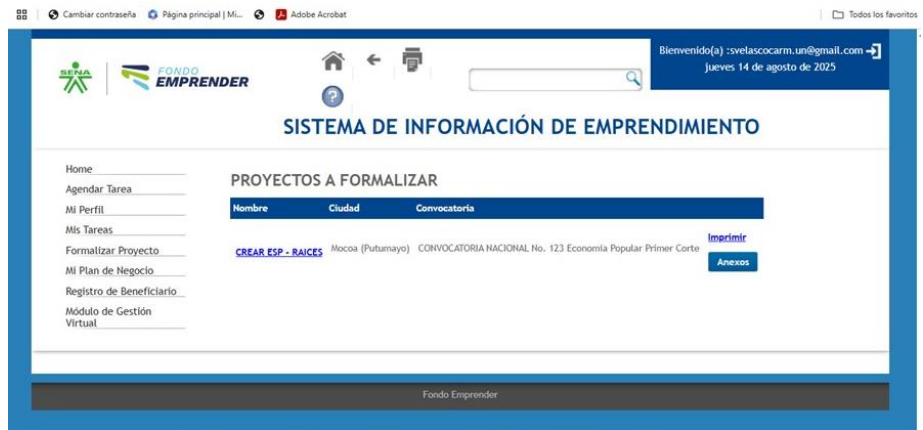 Cambiar contraseña Página principal | Mi... Adobe Acrobat Todos los favoritos
SENA
FONDO
EMPRENDER
Bienvenido(a) :svelascocarm.un@gmail.com
jueves 14 de agosto de 2025
SISTEMA DE INFORMACIÓN DE EMPRENDIMIENTO
Home
Agendar Tarea
Mi Perfil
Mis Tareas
Formalizar Proyecto
Mi Plan de Negocio
Registro de Beneficiario
Módulo de Gestión
Virtual
PROYECTOS A FORMALIZAR
Nombre Ciudad Convocatoria
CREAR ESP - RAICES Mocoa (Putumayo) CONVOCATORIA NACIONAL No. 123 Economía Popular Primer Corte
Imprimir
Anexos
Fondo Emprender